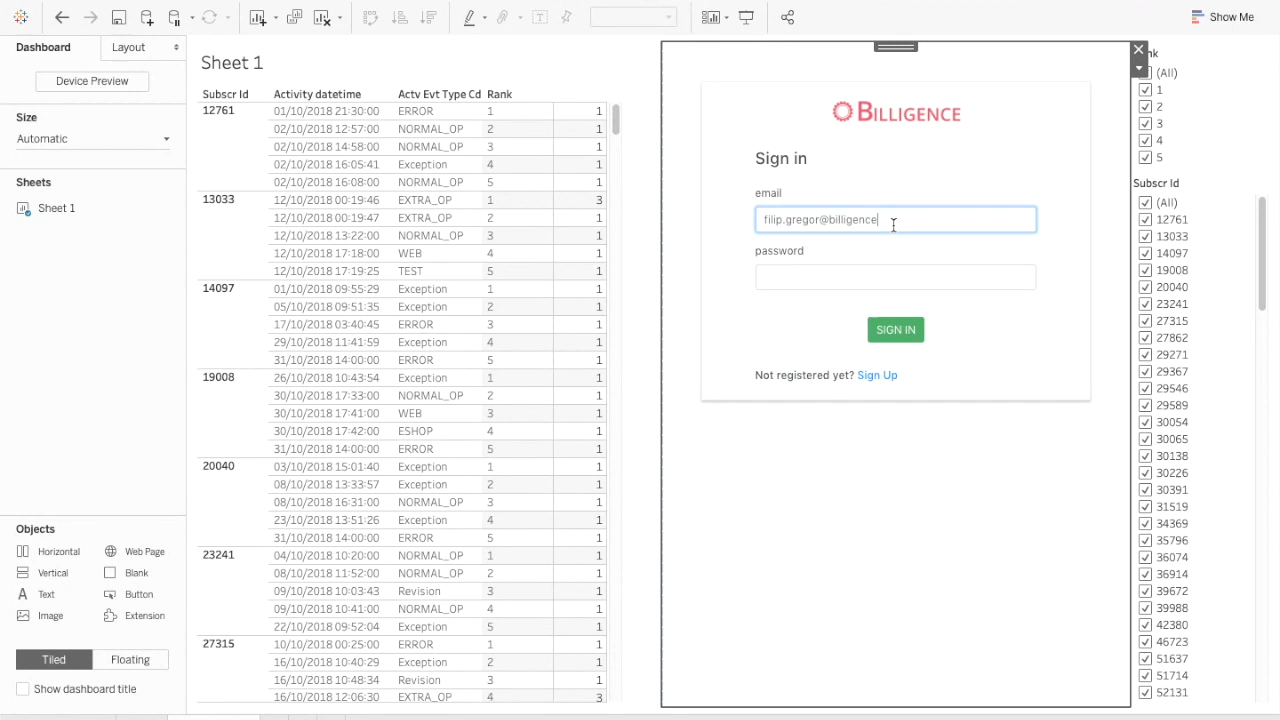 Show Me
Dashboard
Layout
Device Preview
Size
Automatic
Sheets
Sheet 1
Objects
Horizontal
Web Page
Vertical
Blank
Text
Button
Image
Extension
Tiled
Floating
Show dashboard title
Sheet 1
Subscr Id Activity datetime Actv Evt Type Cd Rank
12761 01/10/2018 21:30:00 ERROR 1 1
02/10/2018 12:57:00 NORMAL_OP 2 1
02/10/2018 14:58:00 NORMAL_OP 3 1
02/10/2018 16:05:41 Exception 4 1
02/10/2018 16:08:00 NORMAL_OP 5 1
13033 12/10/2018 00:19:46 EXTRA_OP 1 3
12/10/2018 00:19:47 EXTRA_OP 2 1
12/10/2018 13:22:00 NORMAL_OP 3 1
12/10/2018 17:18:00 WEB 4 1
12/10/2018 17:19:25 TEST 5 1
14097 01/10/2018 09:55:29 Exception 1 1
05/10/2018 09:51:35 Exception 2 1
17/10/2018 03:40:45 ERROR 3 1
29/10/2018 11:41:59 Exception 4 1
31/10/2018 14:00:00 ERROR 5 1
19008 26/10/2018 10:43:54 Exception 1 1
30/10/2018 17:33:00 NORMAL_OP 2 1
30/10/2018 17:41:00 WEB 3 1
30/10/2018 17:42:00 ESHOP 4 1
31/10/2018 14:00:00 ERROR 5 1
20040 03/10/2018 15:01:40 Exception 1 1
08/10/2018 13:33:57 Exception 2 1
08/10/2018 16:31:00 NORMAL_OP 3 1
23/10/2018 13:51:26 Exception 4 1
31/10/2018 14:00:00 ERROR 5 1
23241 04/10/2018 10:20:00 NORMAL_OP 1 1
08/10/2018 11:52:00 NORMAL_OP 2 1
09/10/2018 10:03:43 Revision 3 1
09/10/2018 10:41:00 NORMAL_OP 4 1
22/10/2018 09:52:04 Exception 5 1
27315 10/10/2018 00:25:00 ERROR 1 1
16/10/2018 10:40:29 Exception 2 1
16/10/2018 10:48:34 Revision 3 1
16/10/2018 12:06:30 EXTRA_OP 4 3
BILLIGENCE
Sign in
email
filip.gregor@billigence
password
SIGN IN
Not registered yet? Sign Up
nk
(All)
1
2
3
4
5
Subscr Id
(All)
12761
13033
14097
19008
20040
23241
27315
27862
29271
29367
29546
29589
30054
30065
30138
30226
30391
31519
34369
35796
36074
36914
39672
39988
42380
46723
51637
51714
52131